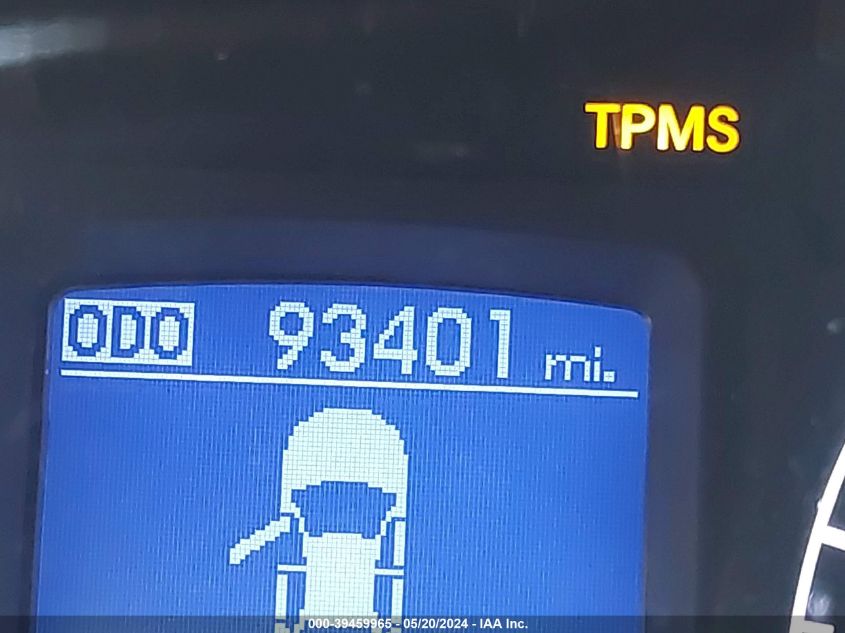 TPMS
ODO 93401 mi.
000-39459965 - 05/20/2024 - IAA Inc.